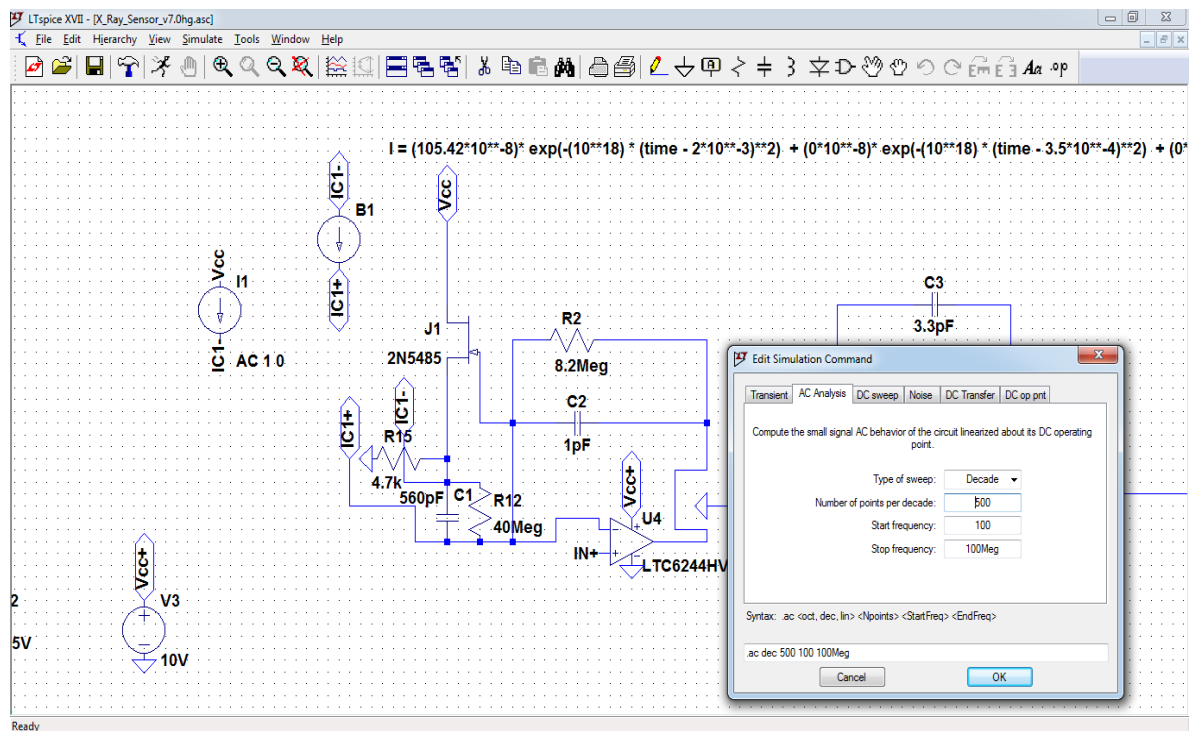 LTspice XVII - [X_Ray_Sensor_v7.0hg.asc]
File Edit Hierarchy View Simulate Tools Window Help
Aa .op
I = (105.42*10**-8)* exp(-(10**18) * (time - 2*10**-3)**2) + (0*10**-8)* exp(-(10**18) * (time - 3.5*10**-4)**2) + (0*
IC1-
B1
IC1+
Vcc
Vcc
I1
IC1-
AC 1 0
J1
2N5485
R2
8.2Meg
C2
1pF
C3
3.3pF
IC1+
IC1-
R15
4.7k
560pF
C1
R12
40Meg
Vcc+
U4
IN+
LTC6244HV
Vcc+
V3
10V
2
5V
Edit Simulation Command
Transient AC Analysis DC sweep Noise DC Transfer DC op pnt
Compute the small signal AC behavior of the circuit linearized about its DC operating
point.
Type of sweep: Decade
Number of points per decade: 500
Start frequency: 100
Stop frequency: 100Meg
Syntax: .ac <oct, dec, lin> <Npoints> <StartFreq> <EndFreq>
.ac dec 500 100 100Meg
Cancel OK
Ready